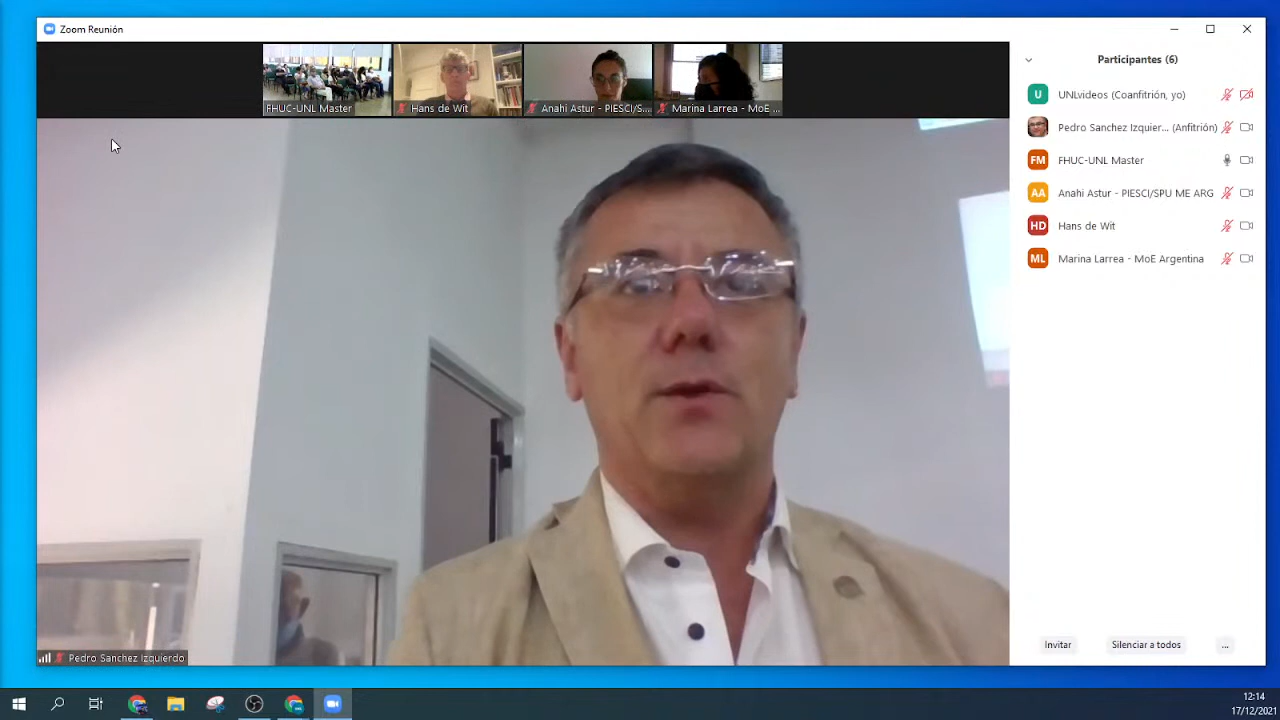 Zoom Reunión
FHUC-UNL Master
Hans de Wit
Anahi Astur - PIESCI/S...
Marina Larrea - MoE ...
Participantes (6)
U UNLvideos (Coanfitrión, yo)
Pedro Sanchez Izquier... (Anfitrión)
FM FHUC-UNL Master
AA Anahi Astur - PIESCI/SPU ME ARG
HD Hans de Wit
ML Marina Larrea - MoE Argentina
Pedro Sanchez Izquierdo
Invitar
Silenciar a todos
...
12:14
17/12/2021